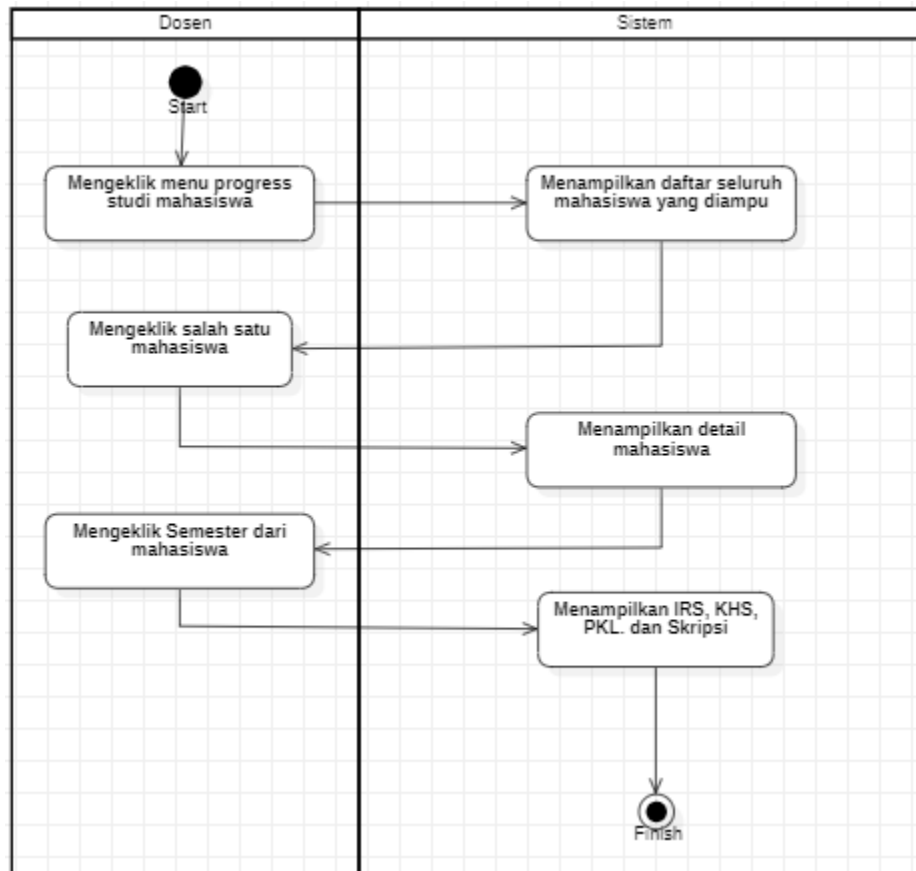 Dosen
Sistem
Start
Mengeklik menu progress
studi mahasiswa
Menampilkan daftar seluruh
mahasiswa yang diampu
Mengeklik salah satu
mahasiswa
Menampilkan detail
mahasiswa
Mengeklik Semester dari
mahasiswa
Menampilkan IRS, KHS,
PKL. dan Skripsi
Finish